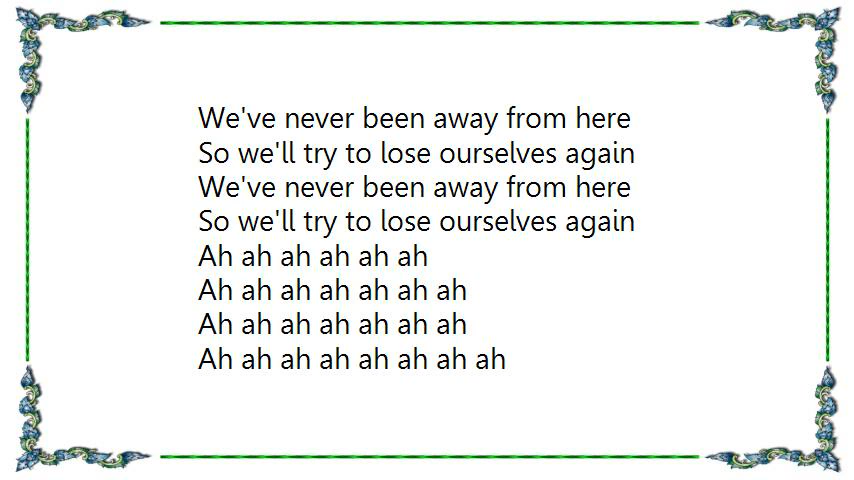 We've never been away from here
So we'll try to lose ourselves again
We've never been away from here
So we'll try to lose ourselves again
Ah ah ah ah ah ah
Ah ah ah ah ah ah ah
Ah ah ah ah ah ah ah
Ah ah ah ah ah ah ah ah